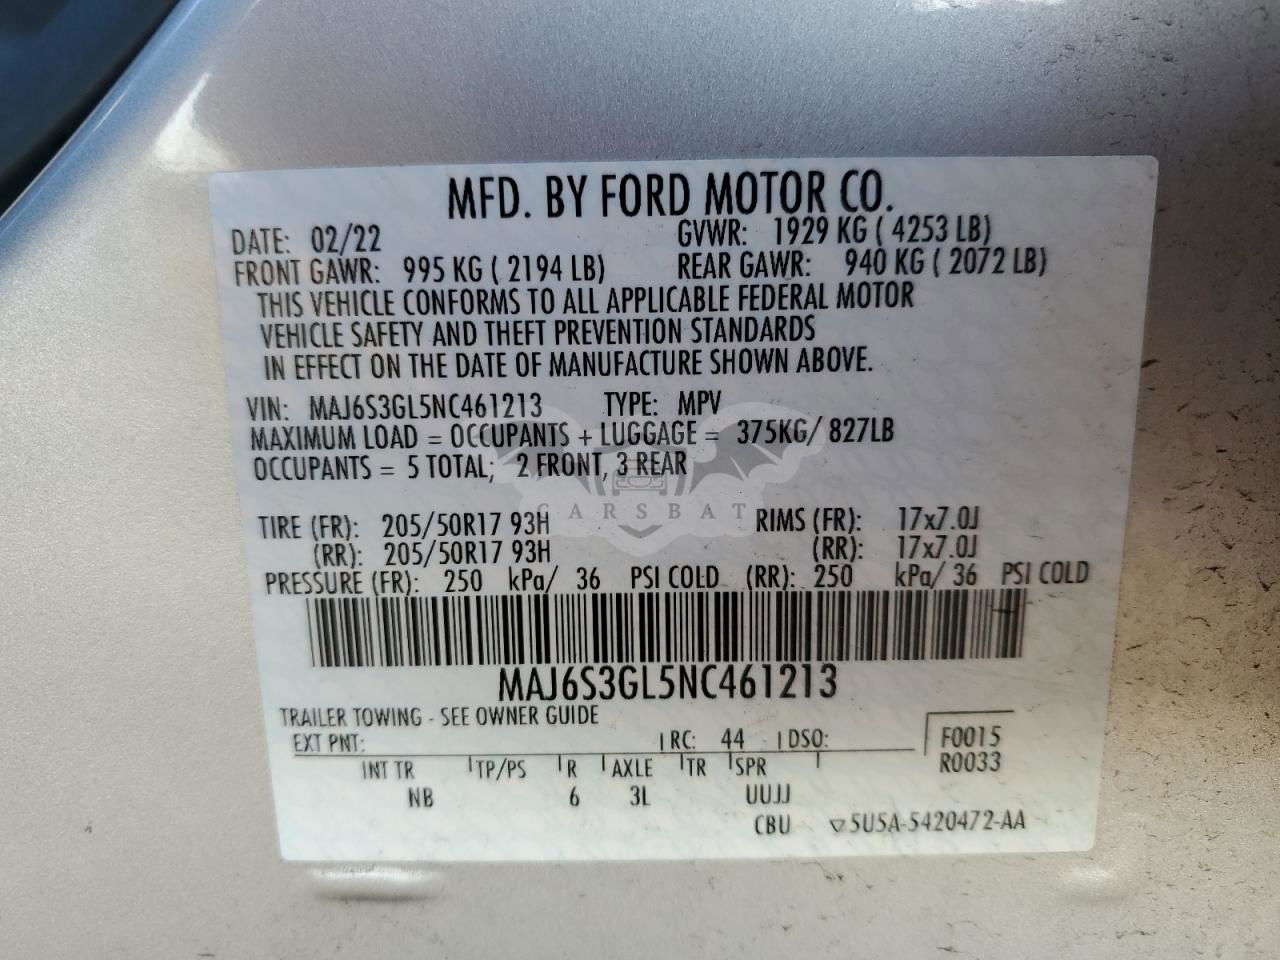 MFD. BY FORD MOTOR CO.
DATE: 02/22 GVWR: 1929 KG ( 4253 LB)
FRONT GAWR: 995 KG ( 2194 LB) REAR GAWR: 940 KG ( 2072 LB)
THIS VEHICLE CONFORMS TO ALL APPLICABLE FEDERAL MOTOR
VEHICLE SAFETY AND THEFT PREVENTION STANDARDS
IN EFFECT ON THE DATE OF MANUFACTURE SHOWN ABOVE.
VIN: MAJ6S3GL5NC461213 TYPE: MPV
MAXIMUM LOAD = OCCUPANTS + LUGGAGE = 375KG/ 827LB
OCCUPANTS = 5 TOTAL; 2 FRONT, 3 REAR
CARSBAT
TIRE (FR): 205/50R17 93H RIMS (FR): 17x7.0J
(RR): 205/50R17 93H (RR): 17x7.0J
PRESSURE (FR): 250 kPa/ 36 PSI COLD (RR): 250 kPa/ 36 PSI COLD
MAJ6S3GL5NC461213
TRAILER TOWING - SEE OWNER GUIDE
EXT PNT: RC: 44 DSO: F0015
INT TR TP/PS R AXLE TR SPR R0033
NB 6 3L UUJJ
CBU 5U5A-5420472-AA